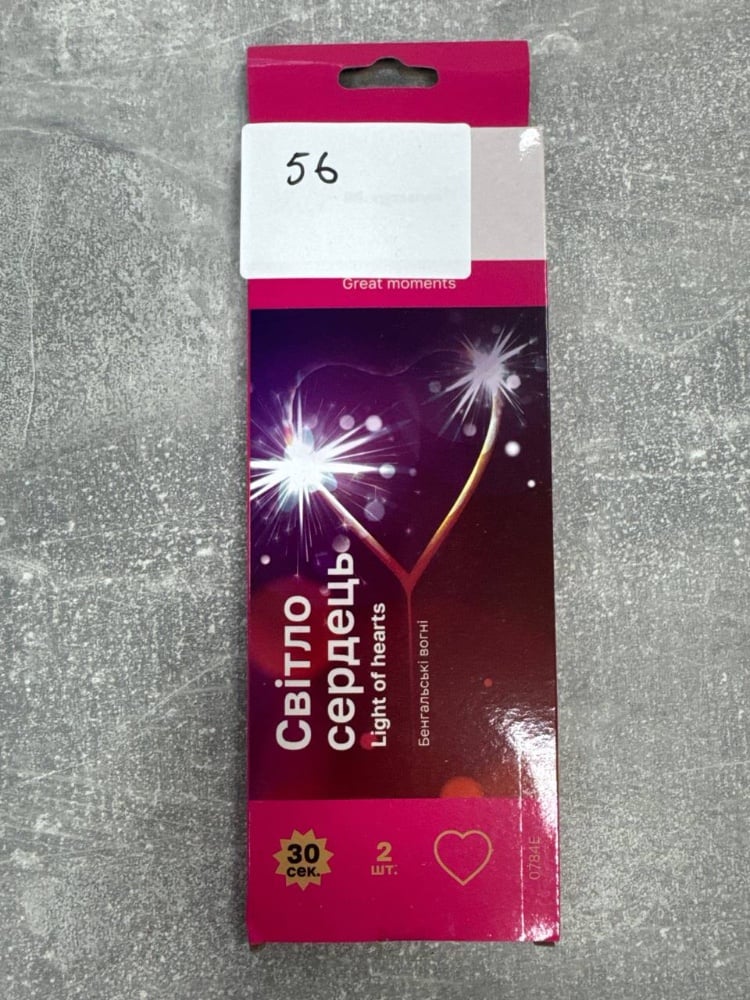 56
Great moments
Світло
сердець
Light of hearts
Бенгальські вогні
30
сек.
2
шт.
0784E